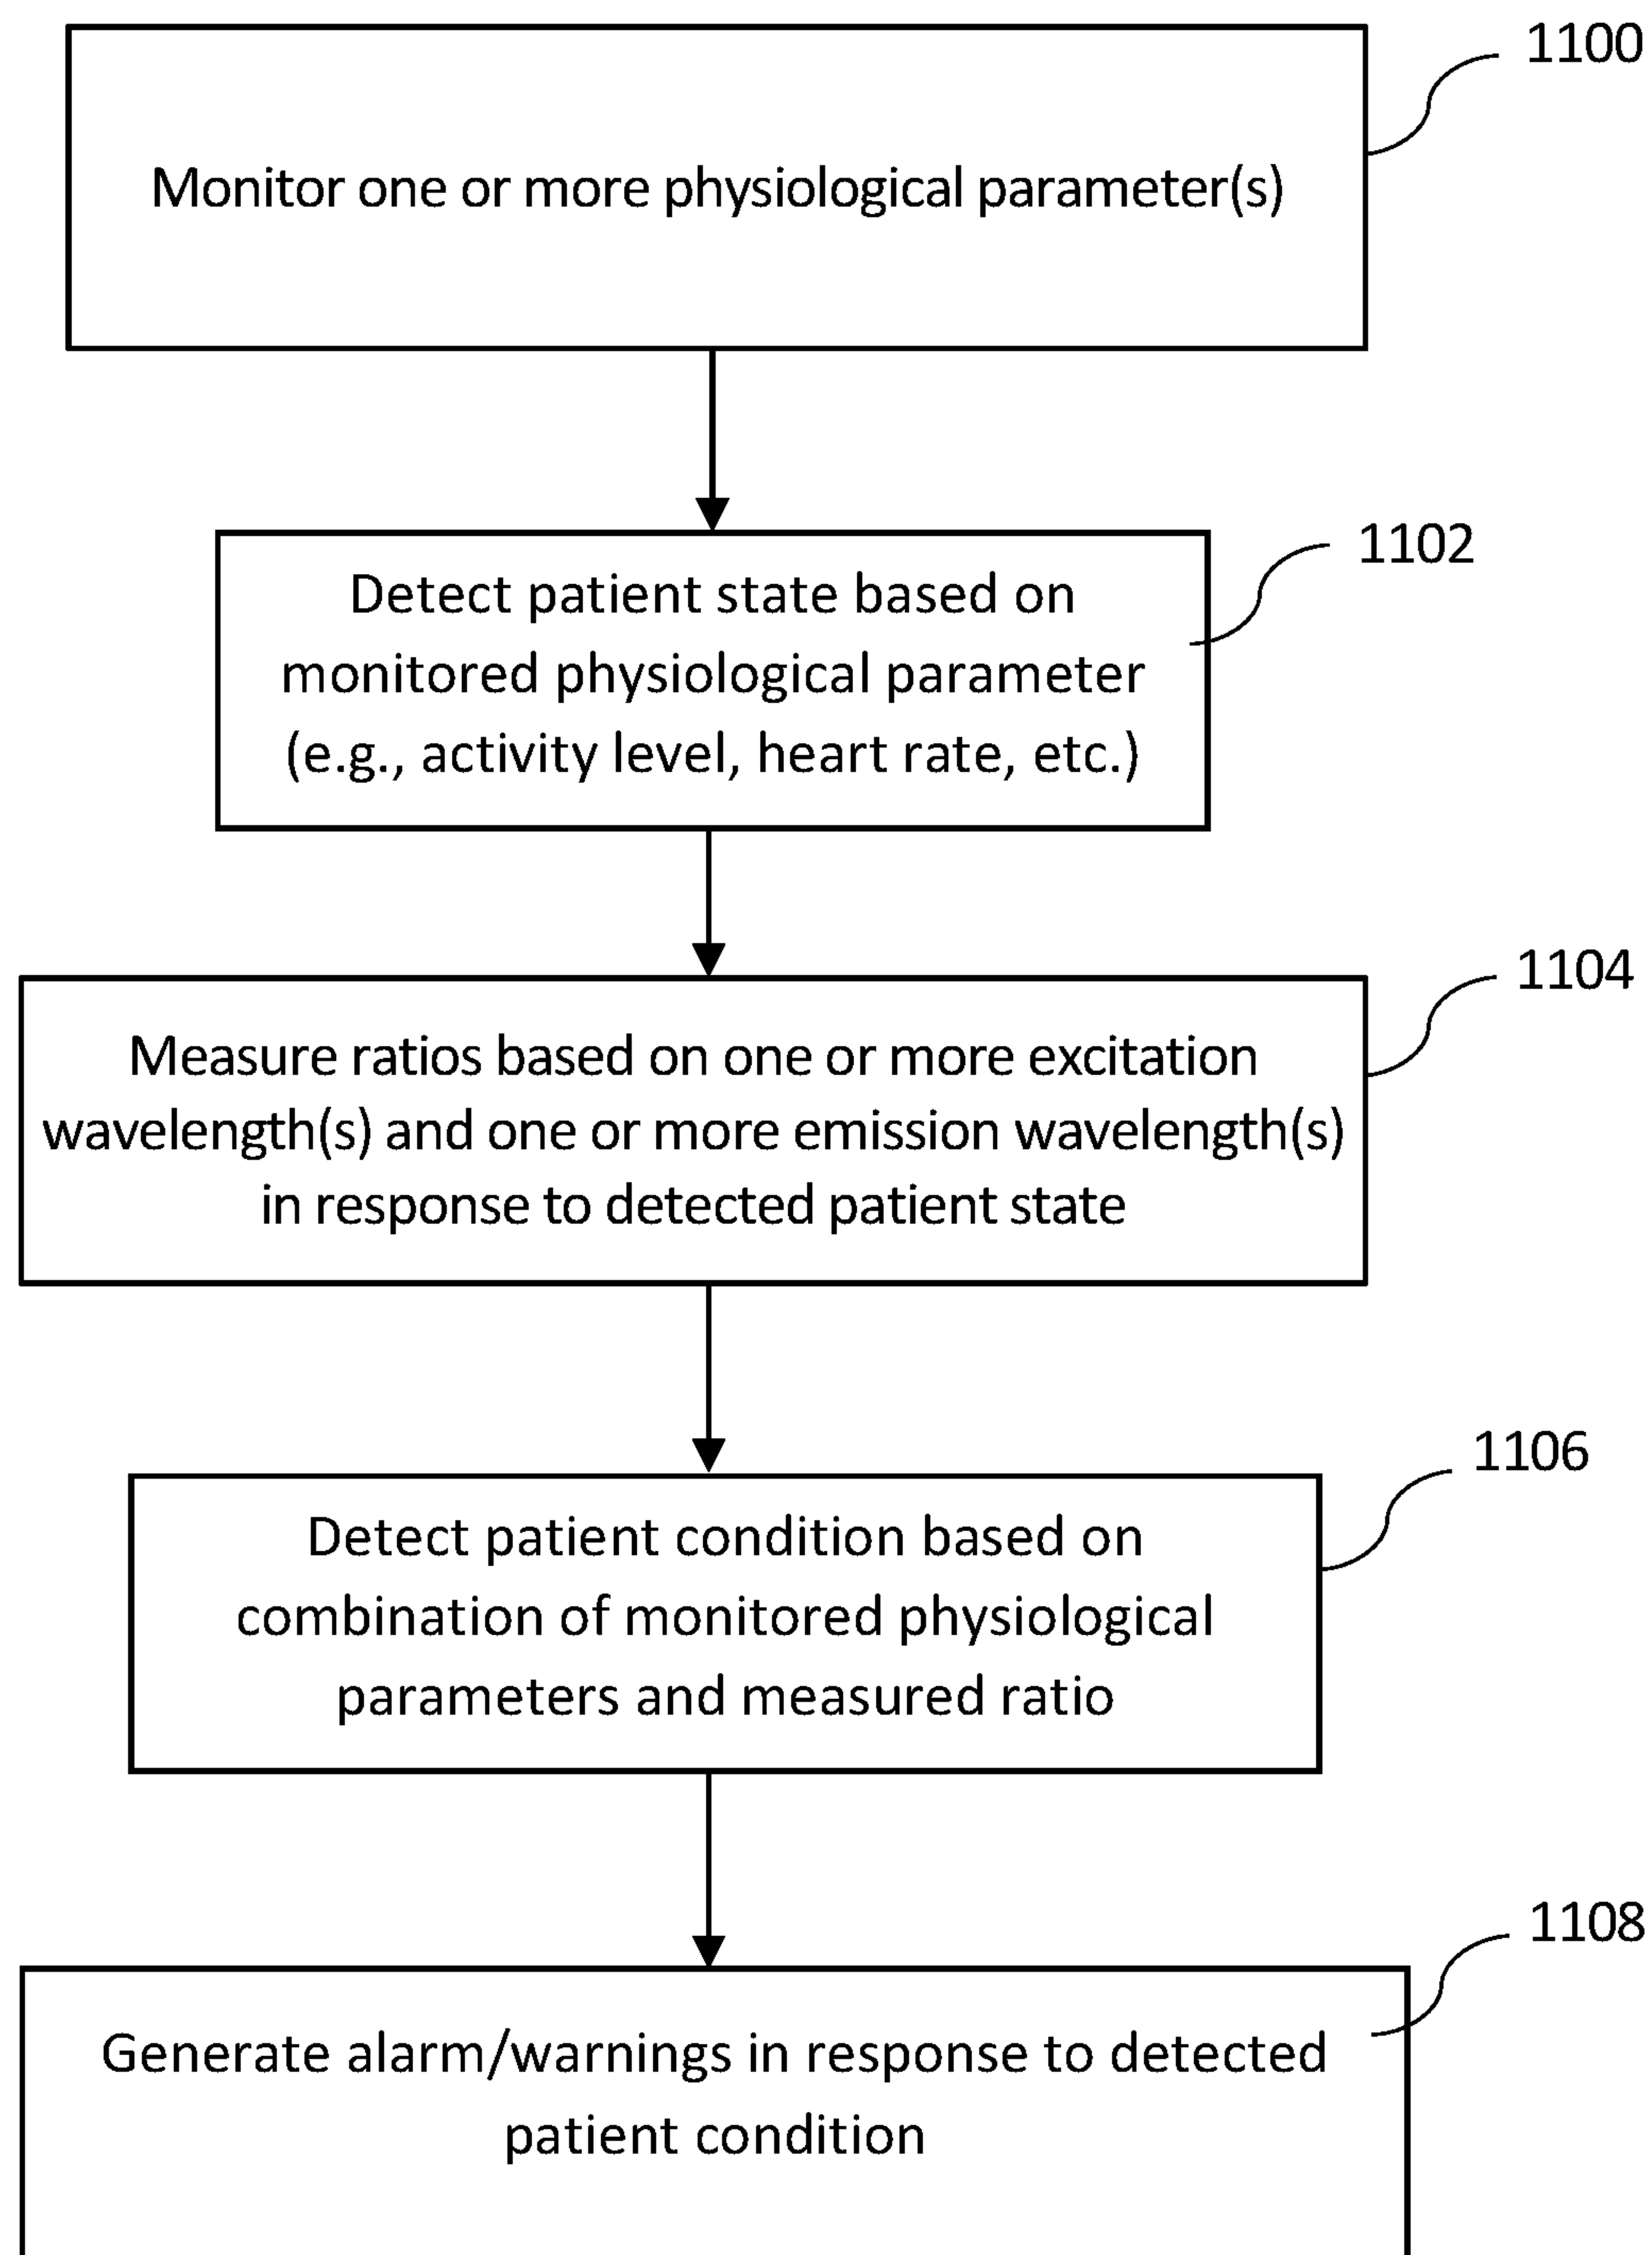 1100
Monitor one or more physiological parameter(s)
1102
Detect patient state based on
monitored physiological parameter
(e.g., activity level, heart rate, etc.)
1104
Measure ratios based on one or more excitation
wavelength(s) and one or more emission wavelength(s)
in response to detected patient state
1106
Detect patient condition based on
combination of monitored physiological
parameters and measured ratio
1108
Generate alarm/warnings in response to detected
patient condition